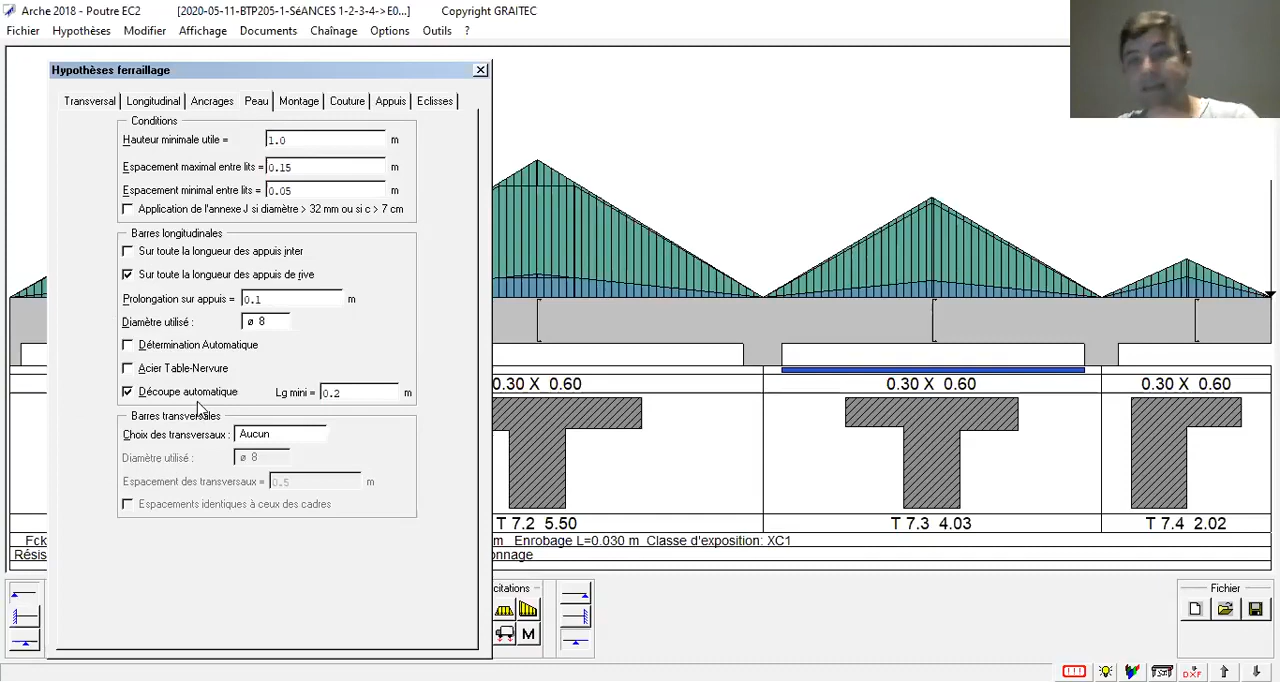 Arche 2018 - Poutre EC2 [2020-05-11-BTP205-1-SéANCES 1-2-3-4->E0...] Copyright GRAITEC
Fichier Hypothèses Modifier Affichage Documents Chaînage Options Outils ?
Hypothèses ferraillage
Transversal Longitudinal Ancrages Peau Montage Couture Appuis Eclisses
Conditions
Hauteur minimale utile = 1.0 m
Espacement maximal entre lits = 0.15 m
Espacement minimal entre lits = 0.05 m
Application de l'annexe J si diamètre > 32 mm ou si c > 7 cm
Barres longitudinales
Sur toute la longueur des appuis inter
Sur toute la longueur des appuis de rive
Prolongation sur appuis = 0.1 m
Diamètre utilisé : ø 8
Détermination Automatique
Acier Table-Nervure
Découpe automatique Lg mini = 0.2 m
Barres transversales
Choix des transversaux : Aucun
Diamètre utilisé : ø 8
Espacement des transversaux = 0.5 m
Espacements identiques à ceux des cadres
0.30 X 0.60 0.30 X 0.60 0.30 X 0.60
T 7.2 5.50 T 7.3 4.03 T 7.4 2.02
Fck m Enrobage L=0.030 m Classe d'exposition: XC1
Résis onnage
citations
M
Fichier
DXF